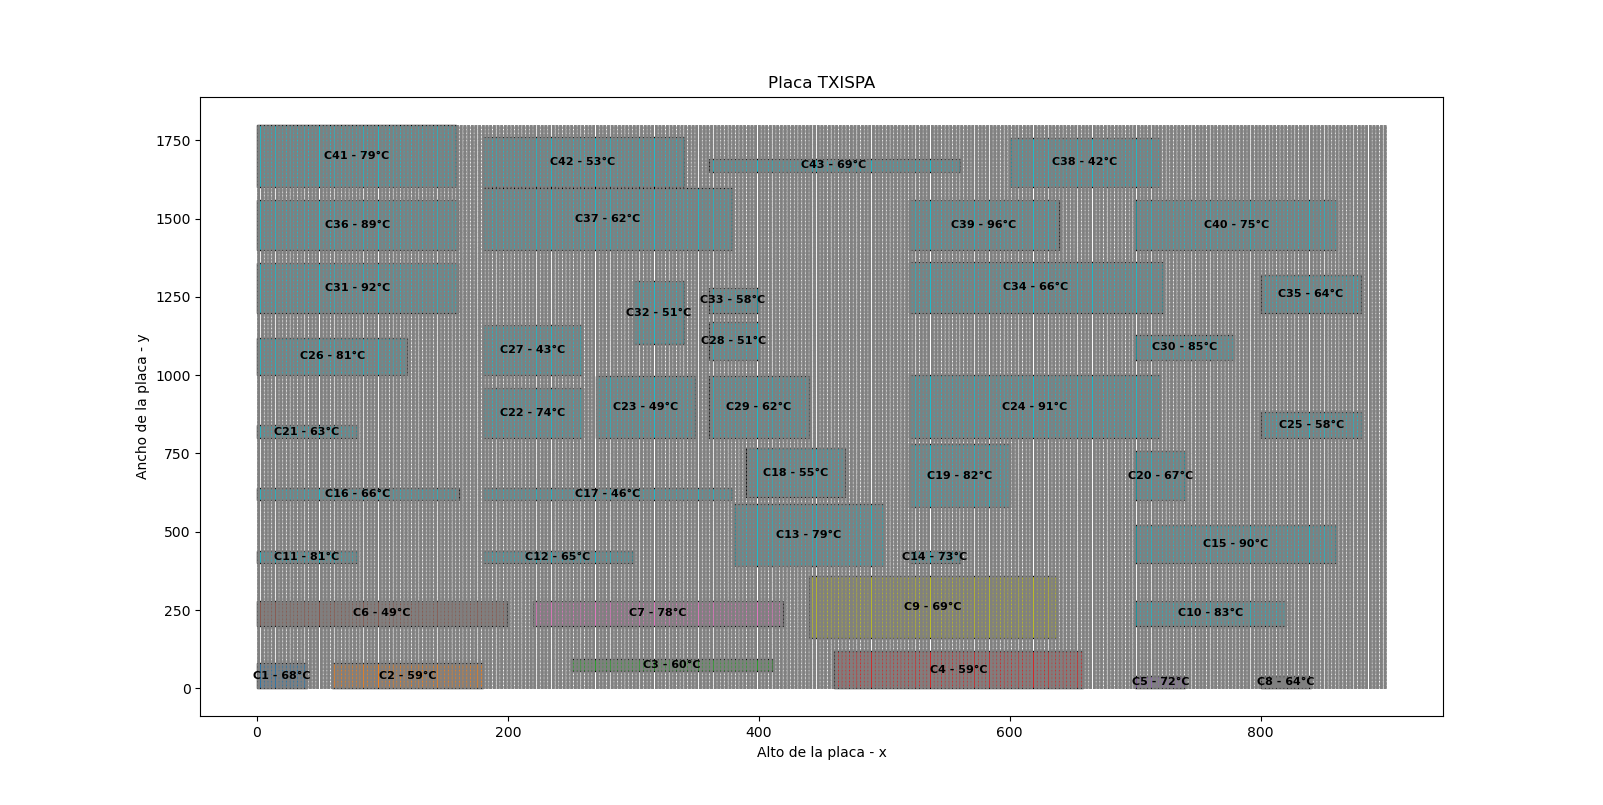 Placa TXISPA
1750
1500
1250
1000
750
500
250
0
Ancho de la placa - y
C41 - 79°C
C42 - 53°C
C43 - 69°C
C38 - 42°C
C36 - 89°C
C37 - 62°C
C39 - 96°C
C40 - 75°C
C31 - 92°C
C32 - 51°C
C33 - 58°C
C34 - 66°C
C35 - 64°C
C26 - 81°C
C27 - 43°C
C28 - 51°C
C30 - 85°C
C22 - 74°C
C23 - 49°C
C29 - 62°C
C24 - 91°C
C21 - 63°C
C25 - 58°C
C18 - 55°C
C19 - 82°C
C20 - 67°C
C16 - 66°C
C17 - 46°C
C13 - 79°C
C15 - 90°C
C11 - 81°C
C12 - 65°C
C14 - 73°C
C6 - 49°C
C7 - 78°C
C9 - 69°C
C10 - 83°C
C1 - 68°C
C2 - 59°C
C3 - 60°C
C4 - 59°C
C5 - 72°C
C8 - 64°C
0
200
400
600
800
Alto de la placa - x